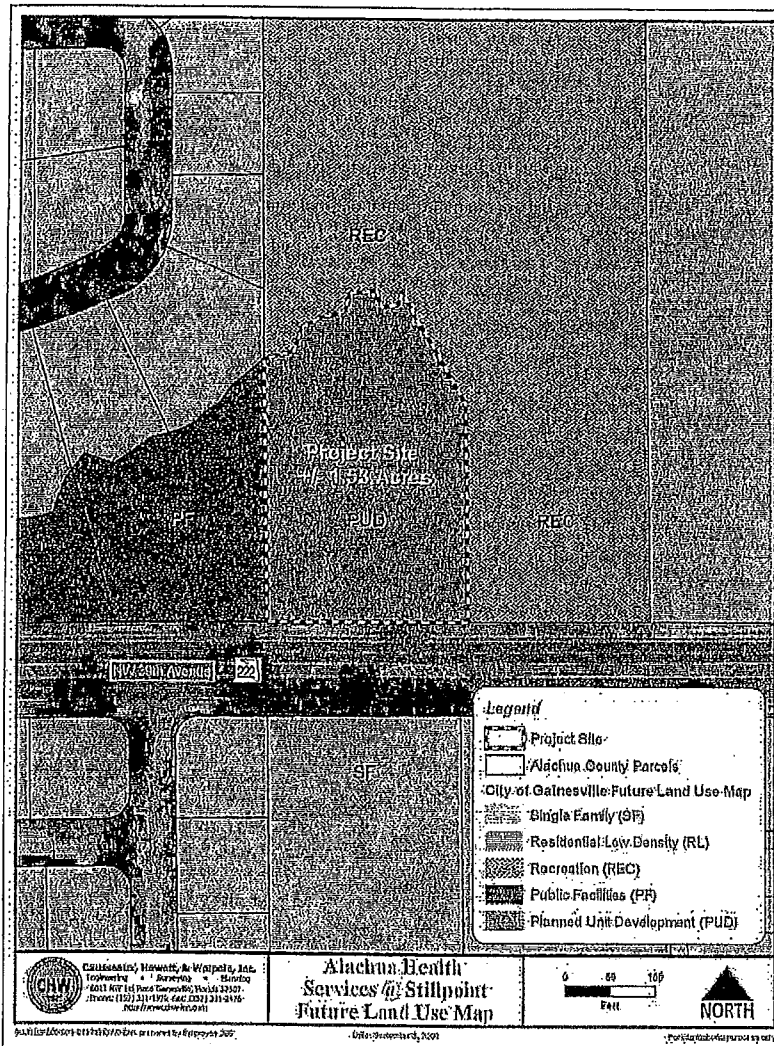 REC
Project Site
+/- 1.53 Acres
PF
PUD
REC
222
SF
Legend
Project Site
Alachua County Parcels
City of Gainesville Future Land Use Map
Single Family (SF)
Residential Low Density (RL)
Recreation (REC)
Public Facilities (PF)
Planned Unit Development (PUD)
CHW
Causseaux, Hewett, & Walpole, Inc.
Engineering • Surveying • Planning
Alachua Health
Services @ Stillpoint
Future Land Use Map
0 50 100
Feet
NORTH